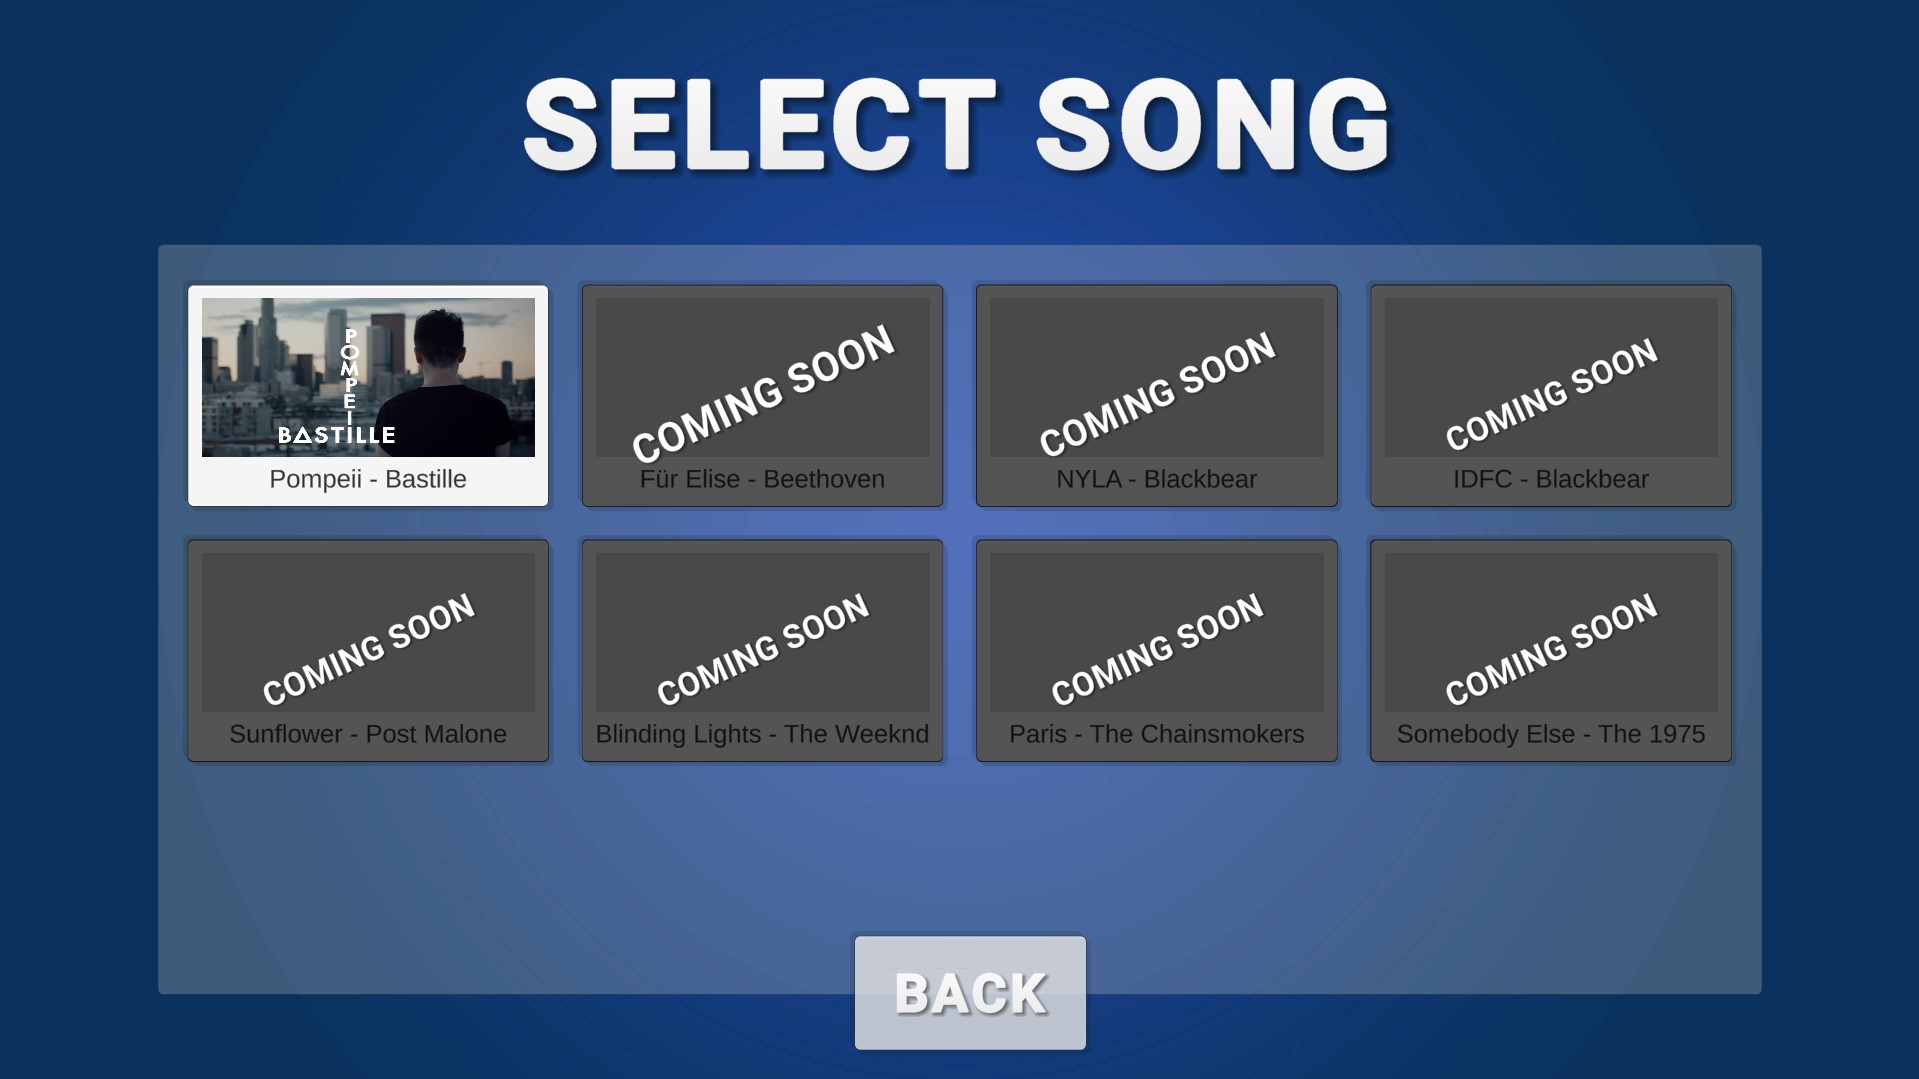 SELECT SONG
POMPEII
BASTILLE
Pompeii - Bastille
COMING SOON
Für Elise - Beethoven
COMING SOON
NYLA - Blackbear
COMING SOON
IDFC - Blackbear
COMING SOON
Sunflower - Post Malone
COMING SOON
Blinding Lights - The Weeknd
COMING SOON
Paris - The Chainsmokers
COMING SOON
Somebody Else - The 1975
BACK